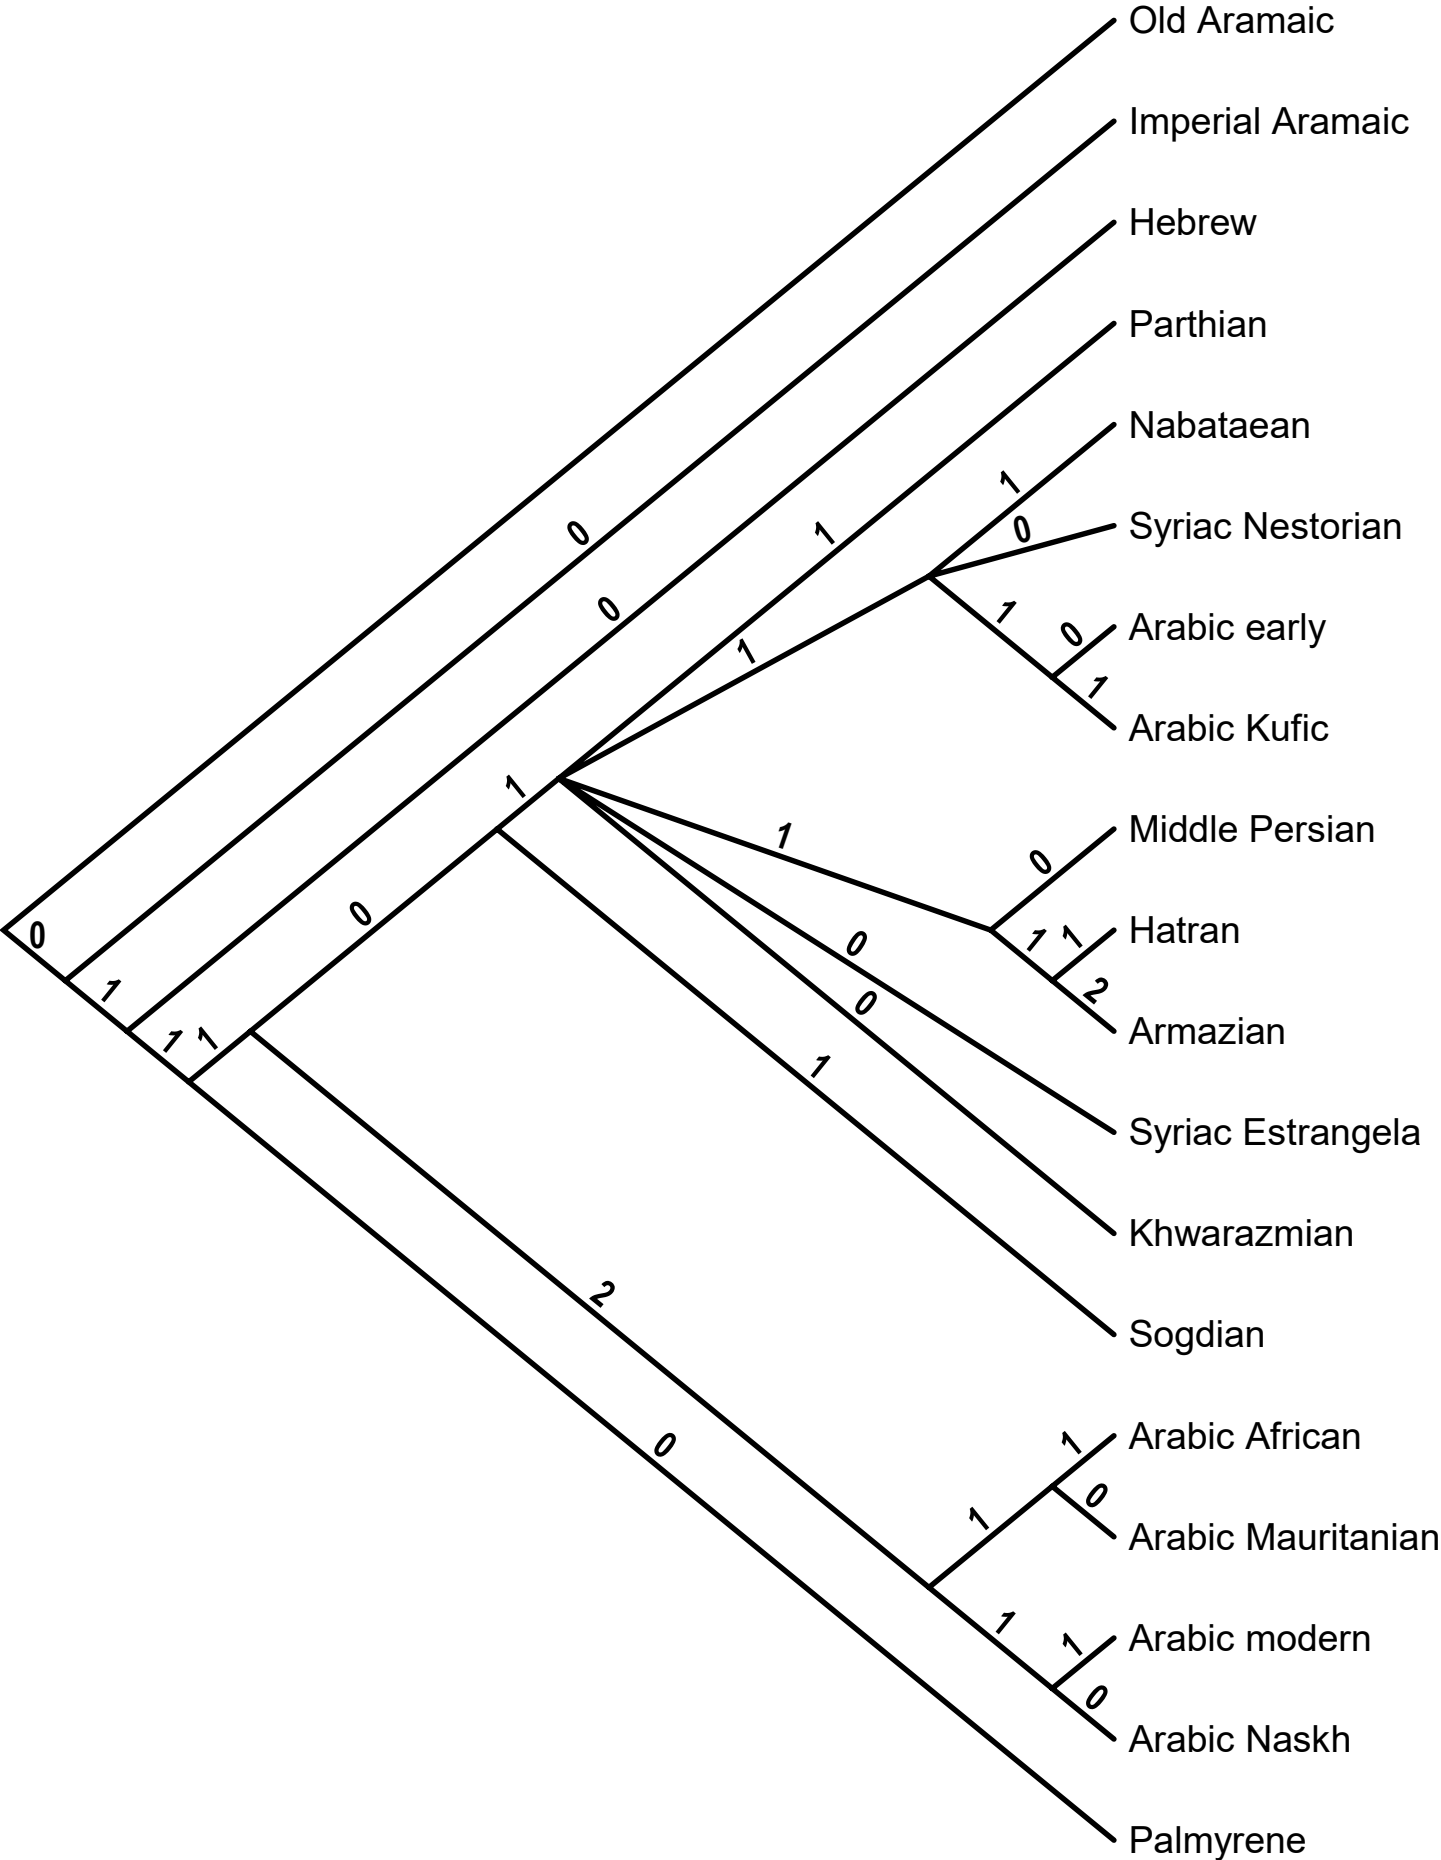 Old Aramaic
Imperial Aramaic
Hebrew
Parthian
Nabataean
1
0
Syriac Nestorian
0
1
1
0
Arabic early
0
1
1
Arabic Kufic
1
1
Middle Persian
0
0
1
1
Hatran
0
0
2
1
Armazian
0
1
1
1
Syriac Estrangela
Khwarazmian
2
Sogdian
1
Arabic African
0
0
1
Arabic Mauritanian
1
1
Arabic modern
0
Arabic Naskh
Palmyrene